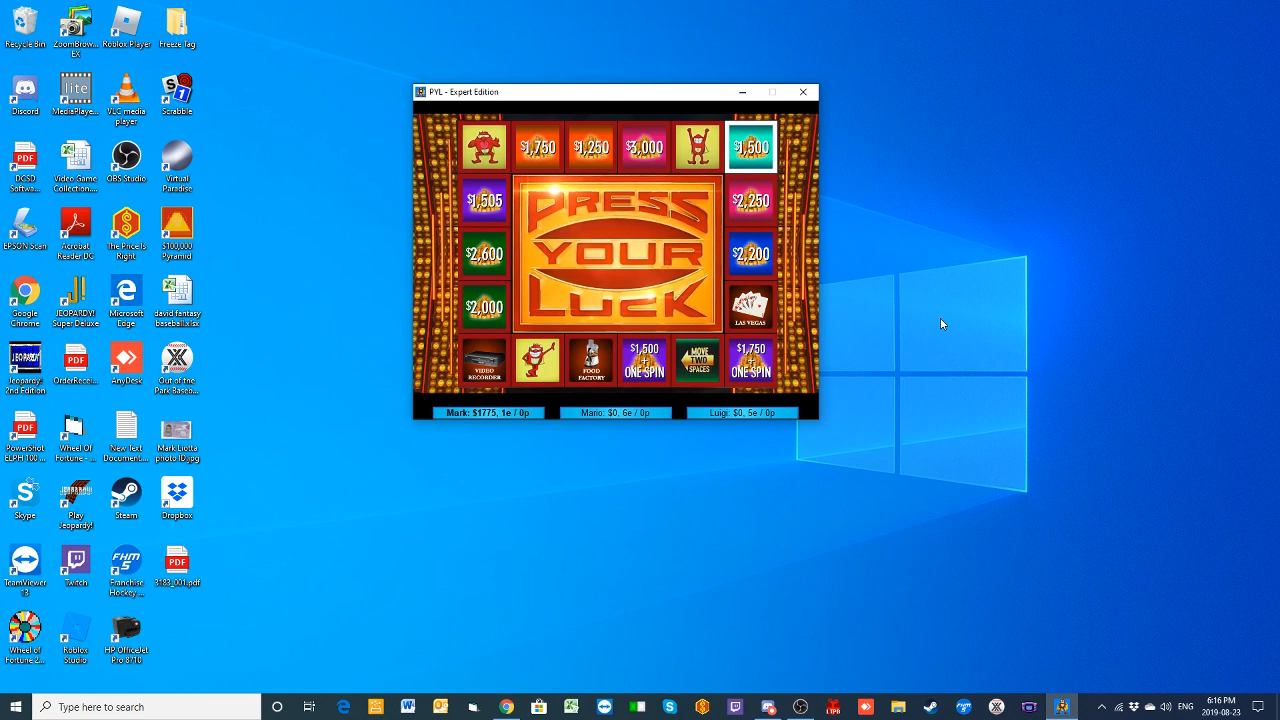 Recycle Bin
ZoomBrow... EX
Roblox Player
Freeze Tag
Discord
MediaPlaye...
VLC media player
Scrabble
DCSD Softwa...
Video Game Collection....
OBS Studio
Virtual Paradise
EPSON Scan
Acrobat Reader DC
The Price Is Right
$100,000 Pyramid
Google Chrome
JEOPARDY! Super Deluxe
Microsoft Edge
david fantasy baseball.xlsx
Jeopardy! 2nd Edition
OrderRecei...
AnyDesk
Out of the Park Basebo...
PowerShot ELPH 100 ...
Wheel Of Fortune - ...
New Text Document....
Mark Liotta photo ID.jpg
Skype
Play Jeopardy!
Steam
Dropbox
TeamViewer 13
Twitch
Franchise Hockey ...
3183_001.pdf
Wheel of Fortune 2...
Roblox Studio
HP OfficeJet Pro 8710
PYL - Expert Edition
$1,750
$1,250
$3,000
$1,500
$1,505
$2,250
$2,600
$2,200
$2,000
LAS VEGAS
PRESS
YOUR
LUCK
VIDEO RECORDER
FOOD FACTORY
$1,500 + ONE SPIN
MOVE TWO SPACES
$1,750 + ONE SPIN
Mark: $1775, 1e / 0p
Mario: $0, 6e / 0p
Luigi: $0, 5e / 0p
Type here to search
ENG
6:16 PM
2019-08-23